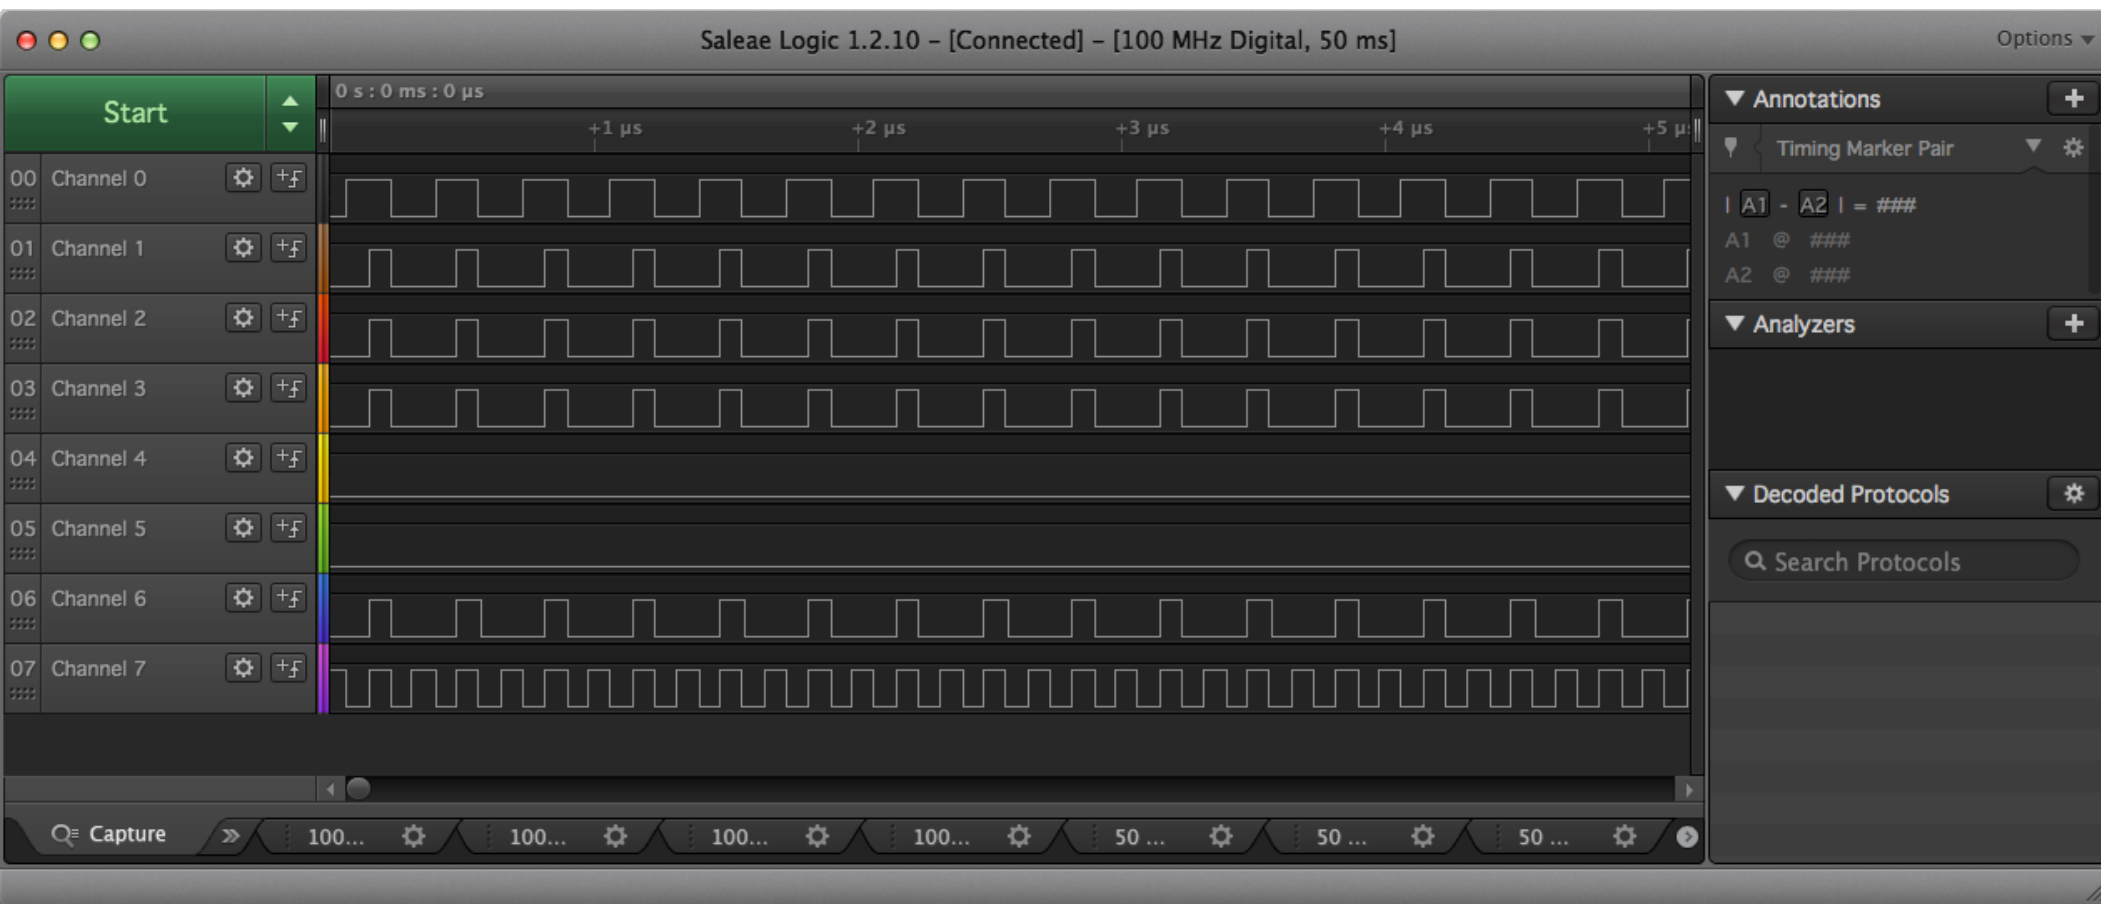 Saleae Logic 1.2.10 – [Connected] – [100 MHz Digital, 50 ms]
Options
Start
0 s : 0 ms : 0 µs
+1 µs +2 µs +3 µs +4 µs +5 µ
00 Channel 0
01 Channel 1
02 Channel 2
03 Channel 3
04 Channel 4
05 Channel 5
06 Channel 6
07 Channel 7
Capture
100... 100... 100... 100... 50 ... 50 ... 50 ...
Annotations
Timing Marker Pair
| A1 - A2 | = ###
A1 @ ###
A2 @ ###
Analyzers
Decoded Protocols
Search Protocols